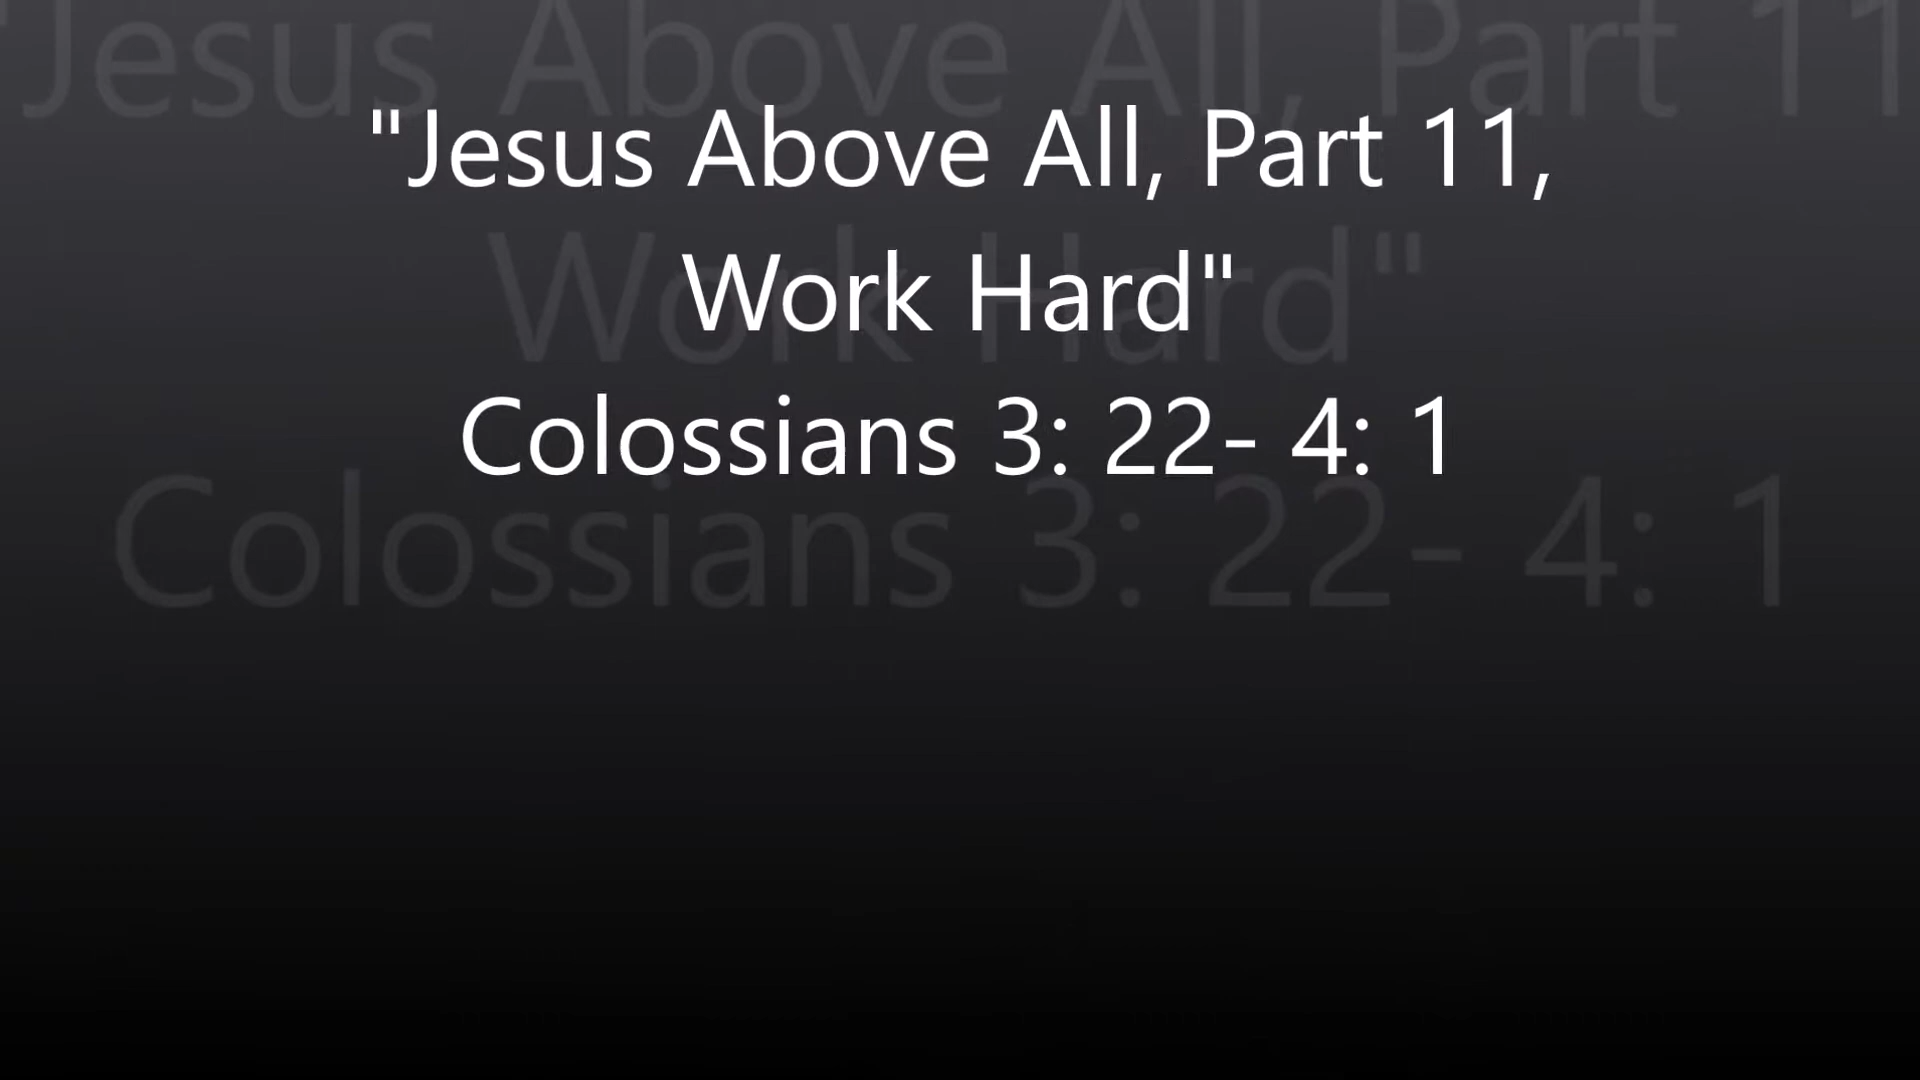 "Jesus Above All, Part 11,
Work Hard"
Colossians 3: 22- 4: 1